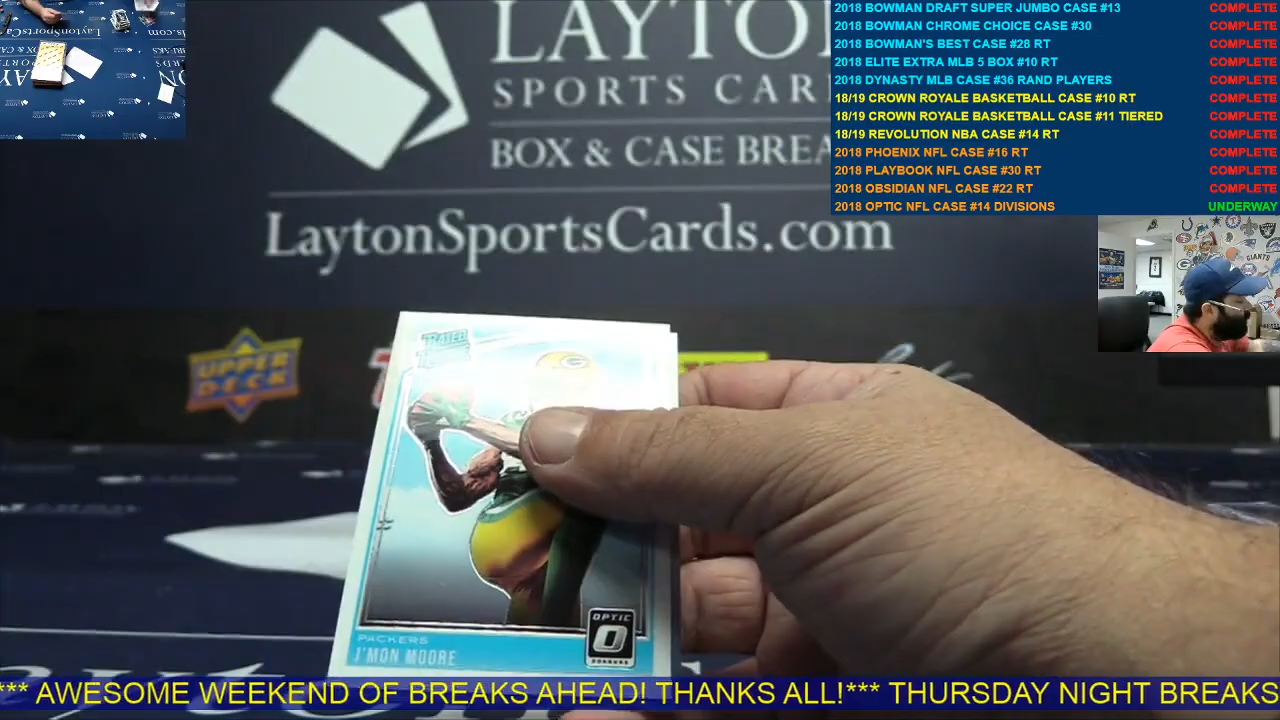 LAYTO
SPORTS CAR
BOX & CASE BREA
LaytonSportsCards.com
2018 BOWMAN DRAFT SUPER JUMBO CASE #13 COMPLETE
2018 BOWMAN CHROME CHOICE CASE #30 COMPLETE
2018 BOWMAN'S BEST CASE #28 RT COMPLETE
2018 ELITE EXTRA MLB 5 BOX #10 RT COMPLETE
2018 DYNASTY MLB CASE #36 RAND PLAYERS COMPLETE
18/19 CROWN ROYALE BASKETBALL CASE #10 RT COMPLETE
18/19 CROWN ROYALE BASKETBALL CASE #11 TIERED COMPLETE
18/19 REVOLUTION NBA CASE #14 RT COMPLETE
2018 PHOENIX NFL CASE #16 RT COMPLETE
2018 PLAYBOOK NFL CASE #30 RT COMPLETE
2018 OBSIDIAN NFL CASE #22 RT COMPLETE
2018 OPTIC NFL CASE #14 DIVISIONS UNDERWAY
GIANTS
UPPER
DECK
RATED
OPTIC
DONRUSS
PACKERS
J'MON MOORE
*** AWESOME WEEKEND OF BREAKS AHEAD! THANKS ALL!*** THURSDAY NIGHT BREAKS